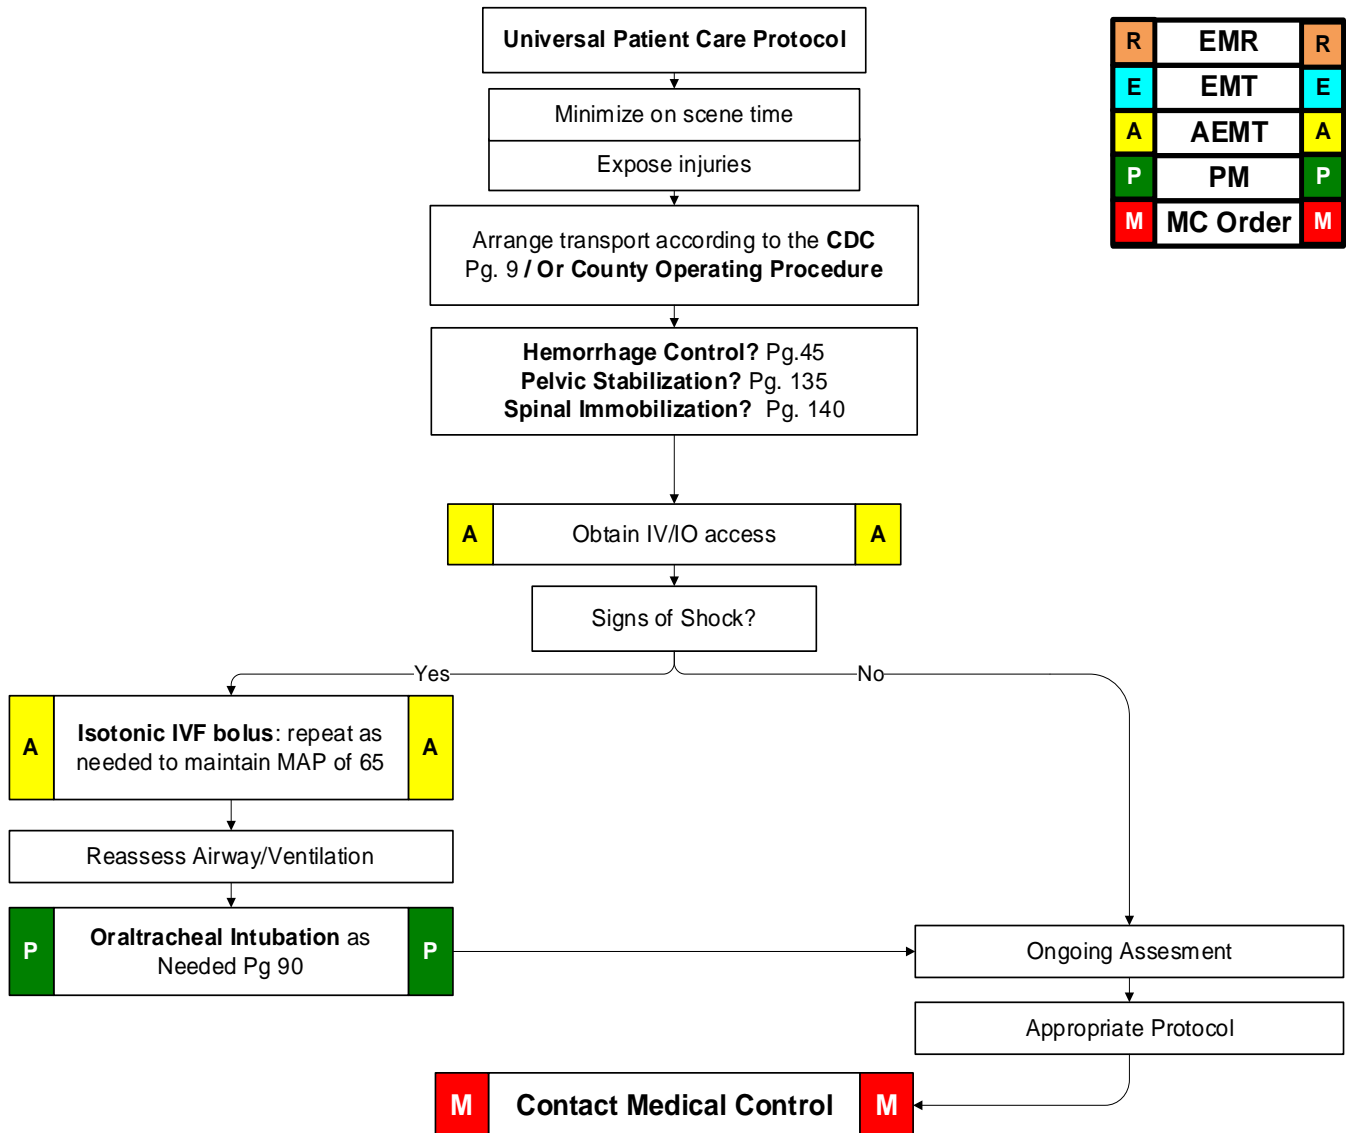 Universal Patient Care Protocol
R EMR R
E EMT E
A AEMT A
P PM P
M MC Order M
Minimize on scene time
Expose injuries
Arrange transport according to the CDC
Pg. 9 / Or County Operating Procedure
Hemorrhage Control? Pg.45
Pelvic Stabilization? Pg. 135
Spinal Immobilization? Pg. 140
A Obtain IV/IO access A
Signs of Shock?
Yes
No
A Isotonic IVF bolus: repeat as A
needed to maintain MAP of 65
Reassess Airway/Ventilation
P Oraltracheal Intubation as P
Needed Pg 90
Ongoing Assesment
Appropriate Protocol
M Contact Medical Control M